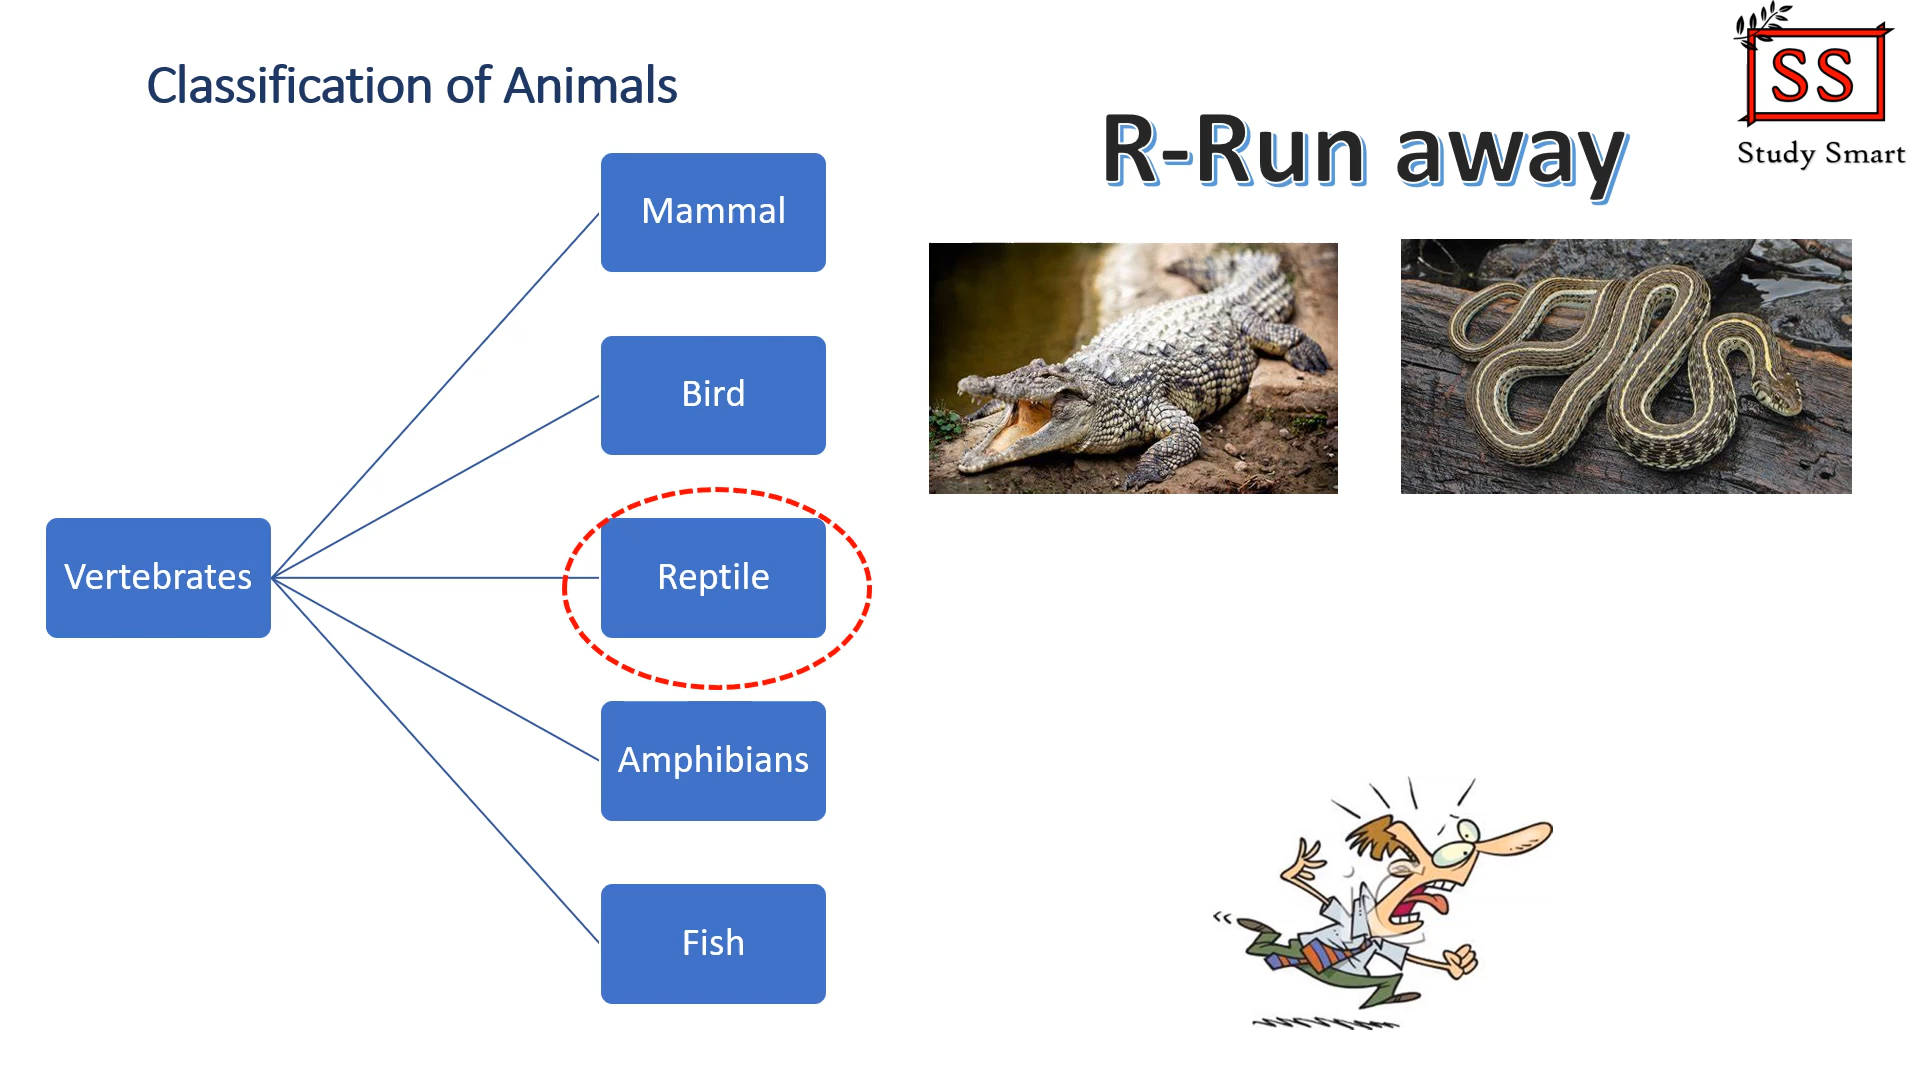 Classification of Animals
R-Run away
SS
Study Smart
Vertebrates
Mammal
Bird
Reptile
Amphibians
Fish